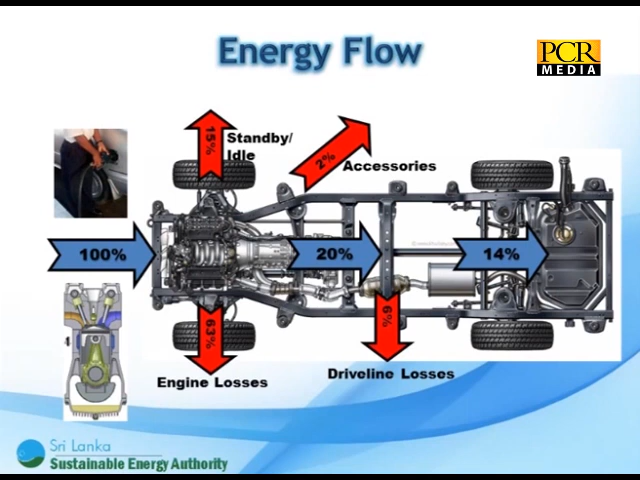 Energy Flow
PCR
MEDIA
15%
Standby/
Idle
2%
Accessories
100%
20%
14%
63%
6%
Engine Losses
Driveline Losses
Sri Lanka
Sustainable Energy Authority